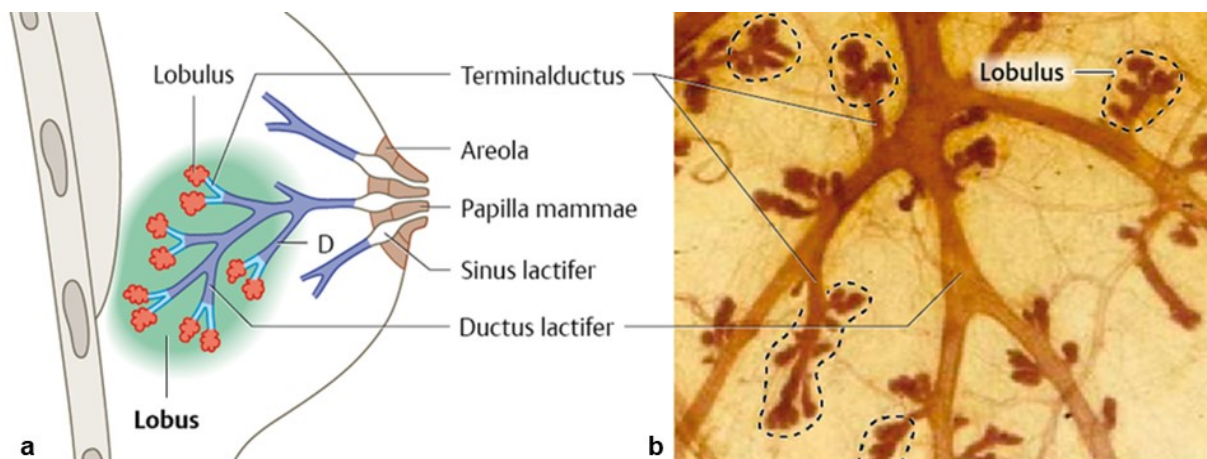 Lobulus
Terminalductus
Areola
Papilla mammae
D
Sinus lactifer
Ductus lactifer
Lobus
a
Lobulus
b